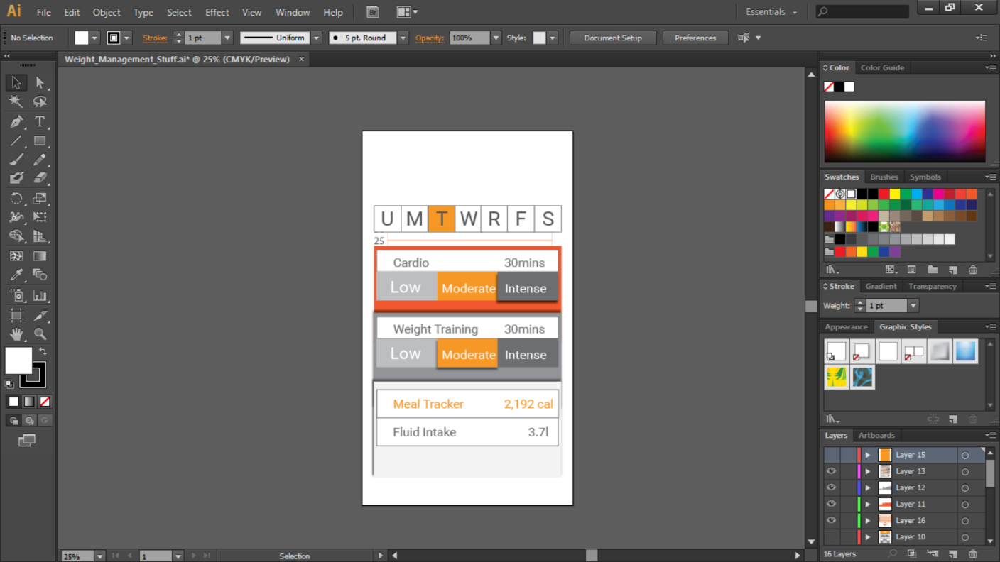 Ai File Edit Object Type Select Effect View Window Help Br Essentials
No Selection Stroke: 1 pt Uniform 5 pt. Round Opacity: 100% Style: Document Setup Preferences
Weight_Management_Stuff.ai* @ 25% (CMYK/Preview)
Color Color Guide
Swatches Brushes Symbols
Stroke Gradient Transparency
Weight: 1 pt
Appearance Graphic Styles
Layers Artboards
Layer 15
Layer 13
Layer 12
Layer 11
Layer 16
Layer 10
16 Layers
U M T W R F S
25
Cardio 30mins
Low Moderate Intense
Weight Training 30mins
Low Moderate Intense
Meal Tracker 2,192 cal
Fluid Intake 3.7l
25% 1 Selection